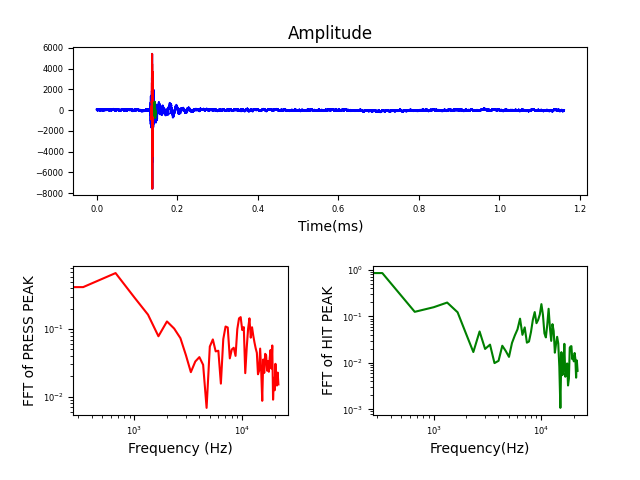 Amplitude
6000
4000
2000
0
−2000
−4000
−6000
−8000
0.0 0.2 0.4 0.6 0.8 1.0 1.2
Time(ms)
FFT of PRESS PEAK
10⁻¹
10⁻²
10³ 10⁴
Frequency (Hz)
FFT of HIT PEAK
10⁰
10⁻¹
10⁻²
10⁻³
10³ 10⁴
Frequency(Hz)